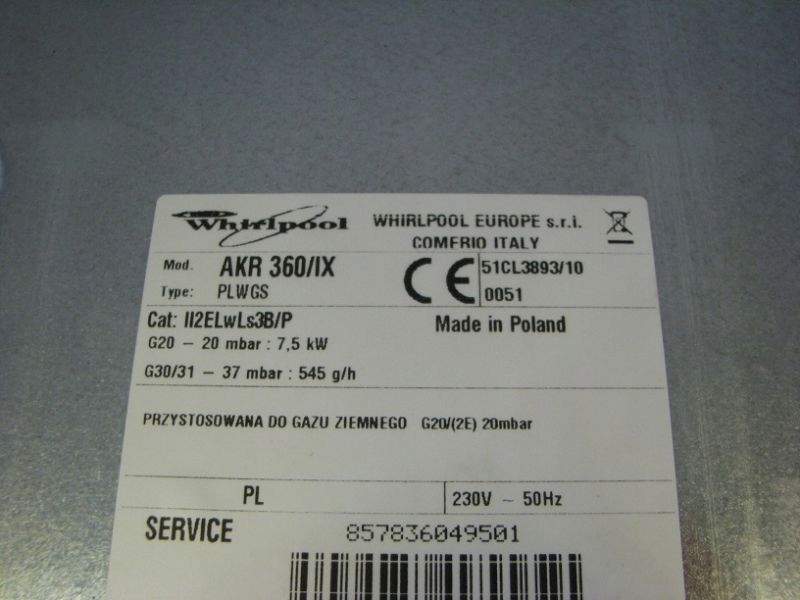 Whirlpool WHIRLPOOL EUROPE s.r.i.
COMERIO ITALY
Mod. AKR 360/IX
Type: PLWGS
CE 51CL3893/10
0051
Cat: II2ELwLs3B/P Made in Poland
G20 – 20 mbar : 7,5 kW
G30/31 – 37 mbar : 545 g/h
PRZYSTOSOWANA DO GAZU ZIEMNEGO G20/(2E) 20mbar
PL 230V ~ 50Hz
SERVICE 857836049501